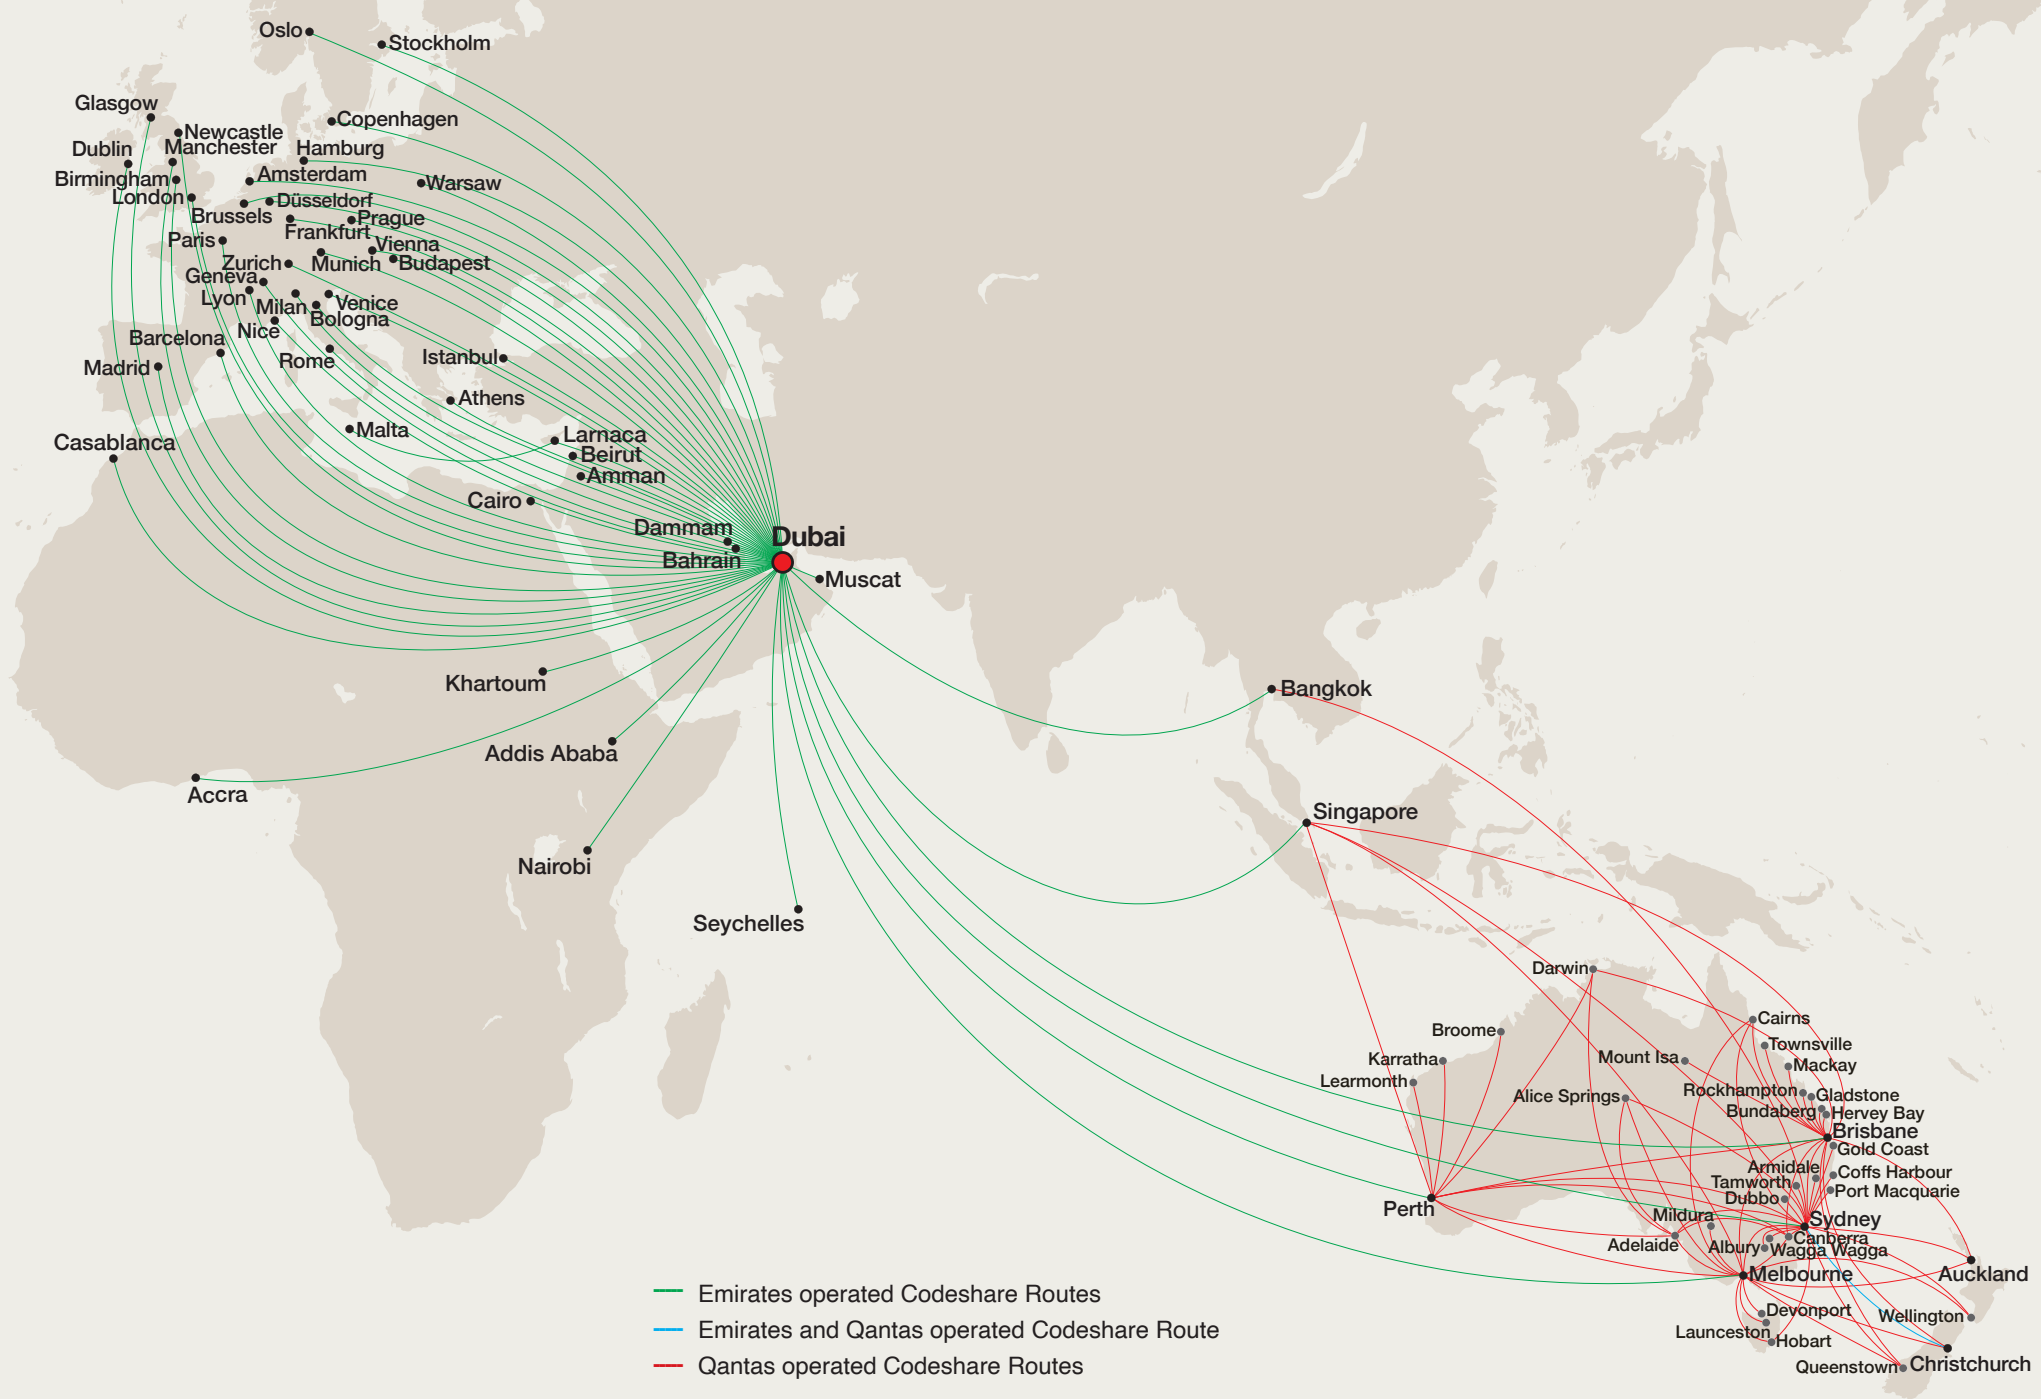 Oslo
Stockholm
Glasgow
Copenhagen
Newcastle
Dublin
Manchester
Hamburg
Birmingham
Amsterdam
Warsaw
London
Düsseldorf
Brussels
Prague
Frankfurt
Paris
Vienna
Zurich
Munich
Budapest
Geneva
Lyon
Milan
Venice
Bologna
Nice
Barcelona
Rome
Istanbul
Madrid
Athens
Malta
Larnaca
Casablanca
Beirut
Amman
Cairo
Dammam
Dubai
Bahrain
Muscat
Khartoum
Bangkok
Addis Ababa
Accra
Singapore
Nairobi
Seychelles
Darwin
Cairns
Broome
Townsville
Karratha
Mount Isa
Mackay
Learmonth
Rockhampton
Gladstone
Alice Springs
Bundaberg
Hervey Bay
Brisbane
Gold Coast
Armidale
Coffs Harbour
Tamworth
Port Macquarie
Dubbo
Perth
Mildura
Sydney
Canberra
Adelaide
Albury
Wagga Wagga
Melbourne
Auckland
Devonport
Wellington
Launceston
Hobart
Queenstown
Christchurch
Emirates operated Codeshare Routes
Emirates and Qantas operated Codeshare Route
Qantas operated Codeshare Routes